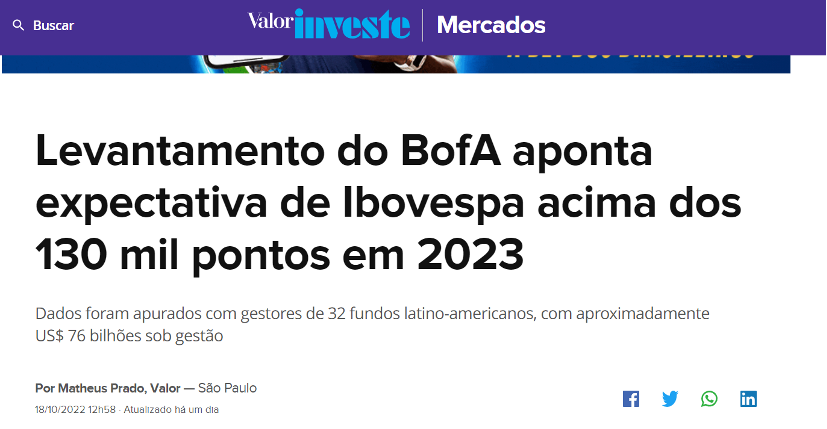 Buscar
Valor investe
Mercados
Levantamento do BofA aponta
expectativa de Ibovespa acima dos
130 mil pontos em 2023
Dados foram apurados com gestores de 32 fundos latino-americanos, com aproximadamente
US$ 76 bilhões sob gestão
Por Matheus Prado, Valor — São Paulo
18/10/2022 12h58 · Atualizado há um dia